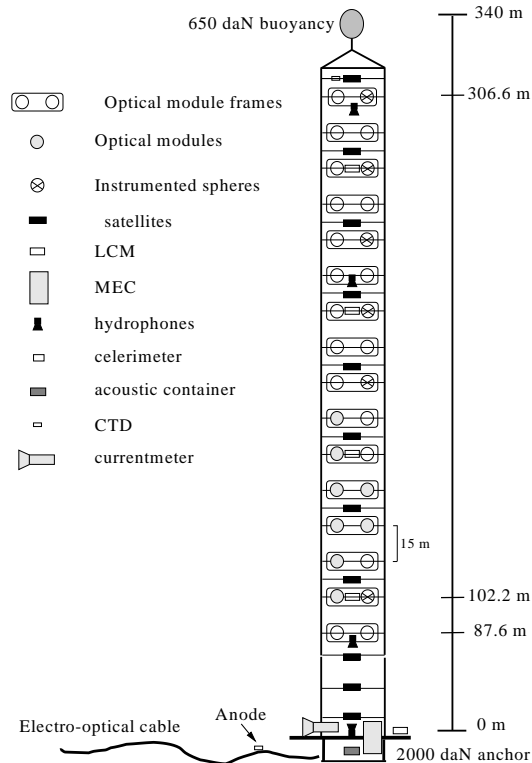 650 daN buoyancy
340 m
306.6 m
Optical module frames
Optical modules
Instrumented spheres
satellites
LCM
MEC
hydrophones
celerimeter
acoustic container
CTD
currentmeter
15 m
102.2 m
87.6 m
0 m
Electro-optical cable
Anode
2000 daN anchor